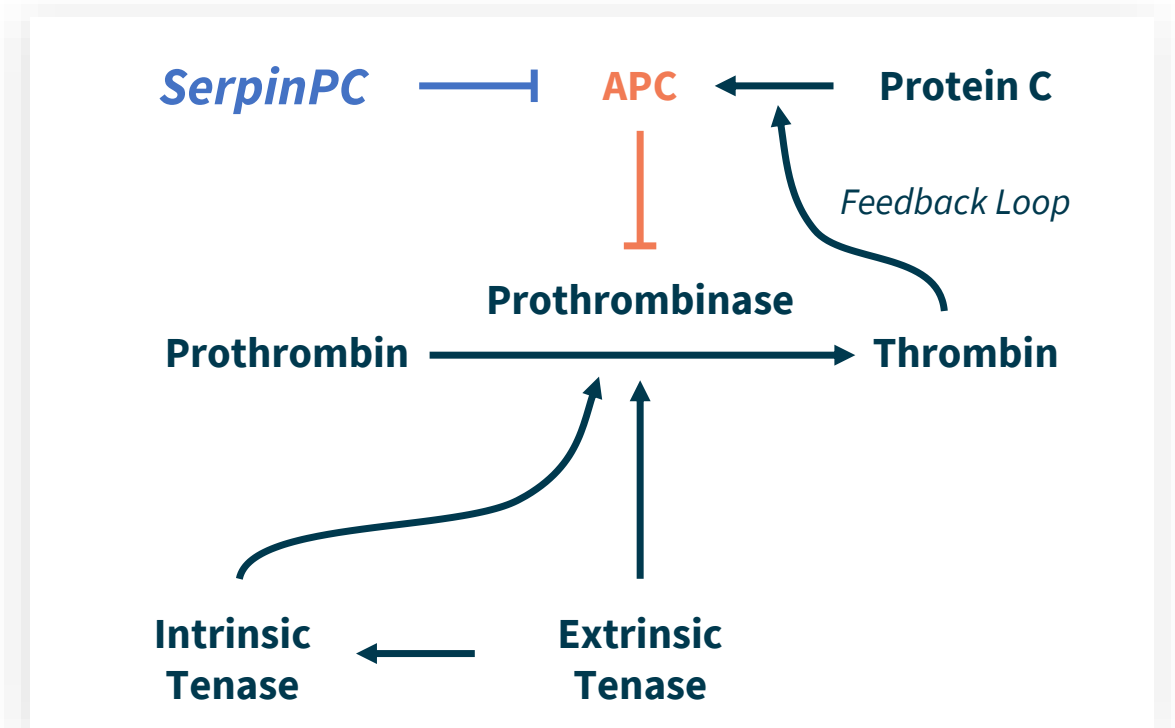 SerpinPC
APC
Protein C
Feedback Loop
Prothrombinase
Prothrombin
Thrombin
Intrinsic
Tenase
Extrinsic
Tenase